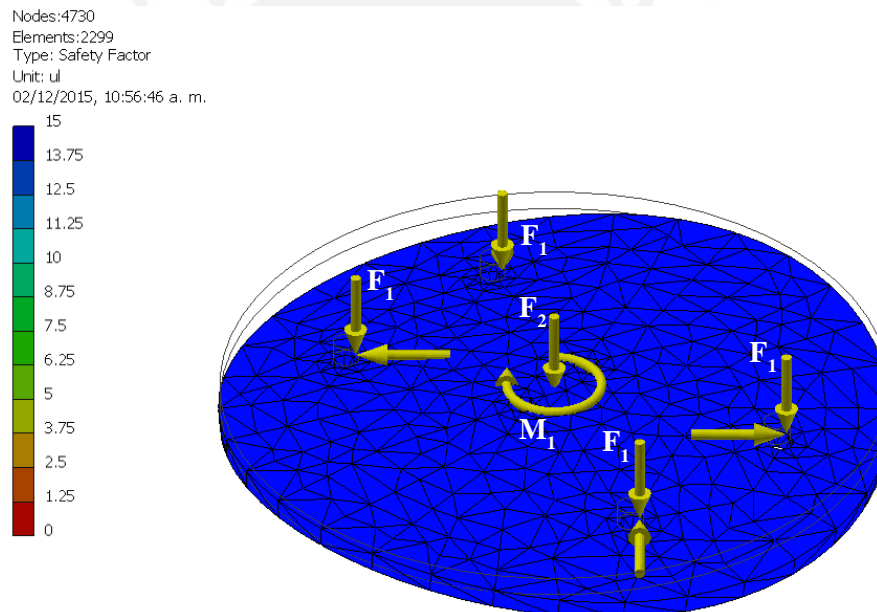 Nodes:4730
Elements:2299
Type: Safety Factor
Unit: ul
02/12/2015, 10:56:46 a. m.
15
13.75
12.5
11.25
10
8.75
7.5
6.25
5
3.75
2.5
1.25
0
F1
F1
F2
F1
M1
F1